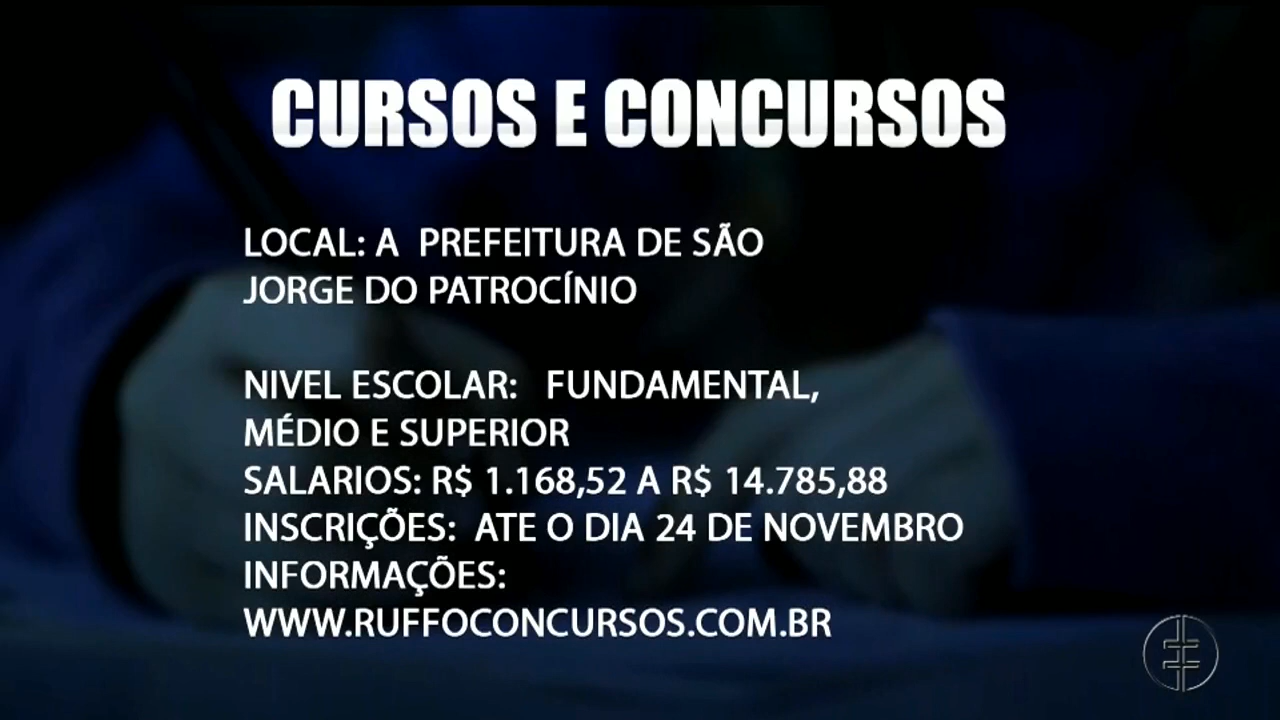 CURSOS E CONCURSOS
LOCAL: A PREFEITURA DE SÃO
JORGE DO PATROCÍNIO
NIVEL ESCOLAR: FUNDAMENTAL,
MÉDIO E SUPERIOR
SALARIOS: R$ 1.168,52 A R$ 14.785,88
INSCRIÇÕES: ATE O DIA 24 DE NOVEMBRO
INFORMAÇÕES:
WWW.RUFFOCONCURSOS.COM.BR